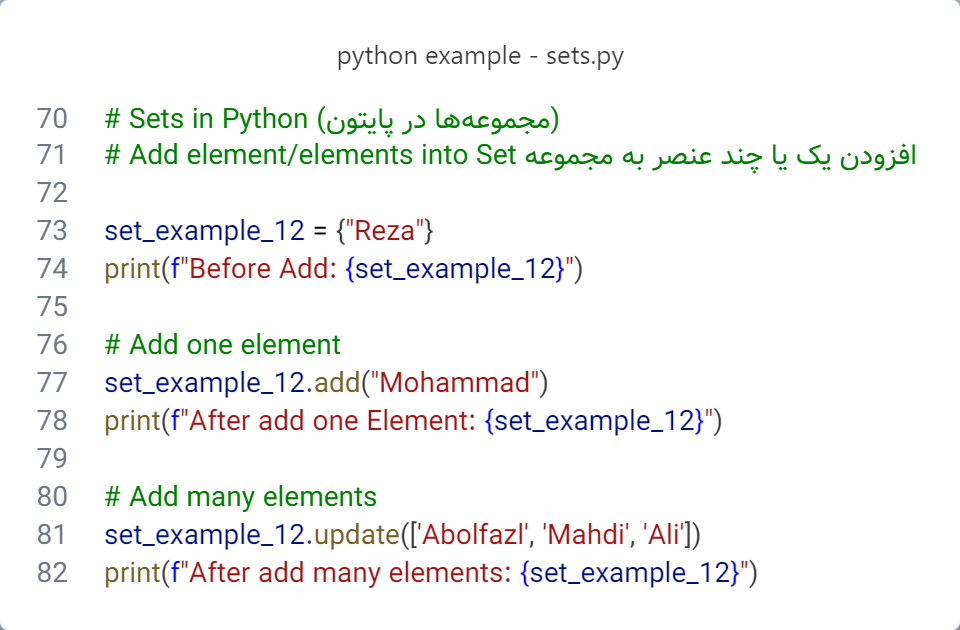 python example - sets.py
70 # Sets in Python (مجموعه‌ها در پایتون)
71 # Add element/elements into Set افزودن یک یا چند عنصر به مجموعه
72
73 set_example_12 = {"Reza"}
74 print(f"Before Add: {set_example_12}")
75
76 # Add one element
77 set_example_12.add("Mohammad")
78 print(f"After add one Element: {set_example_12}")
79
80 # Add many elements
81 set_example_12.update(['Abolfazl', 'Mahdi', 'Ali'])
82 print(f"After add many elements: {set_example_12}")